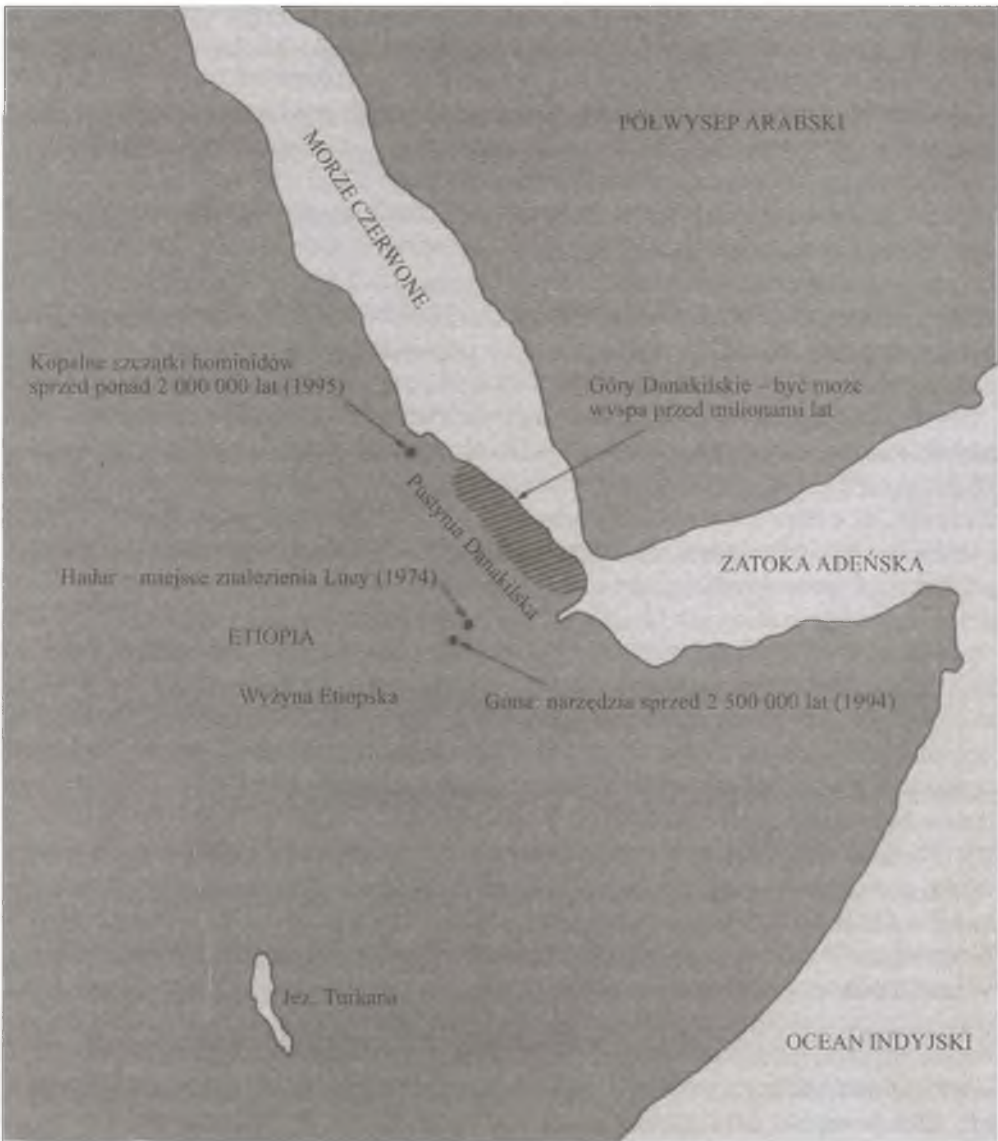 PÓŁWYSEP ARABSKI
MORZE CZERWONE
Kopalne szczątki hominidów
sprzed ponad 2 000 000 lat (1995)
Góry Danakilskie – być może
wyspa przed milionami lat
Pustynia Danakilska
ZATOKA ADEŃSKA
Hadar – miejsce znalezienia Lucy (1974)
ETIOPIA
Wyżyna Etiopska
narzędzia sprzed 2 500 000 lat (1994)
Jez. Turkana
OCEAN INDYJSKI